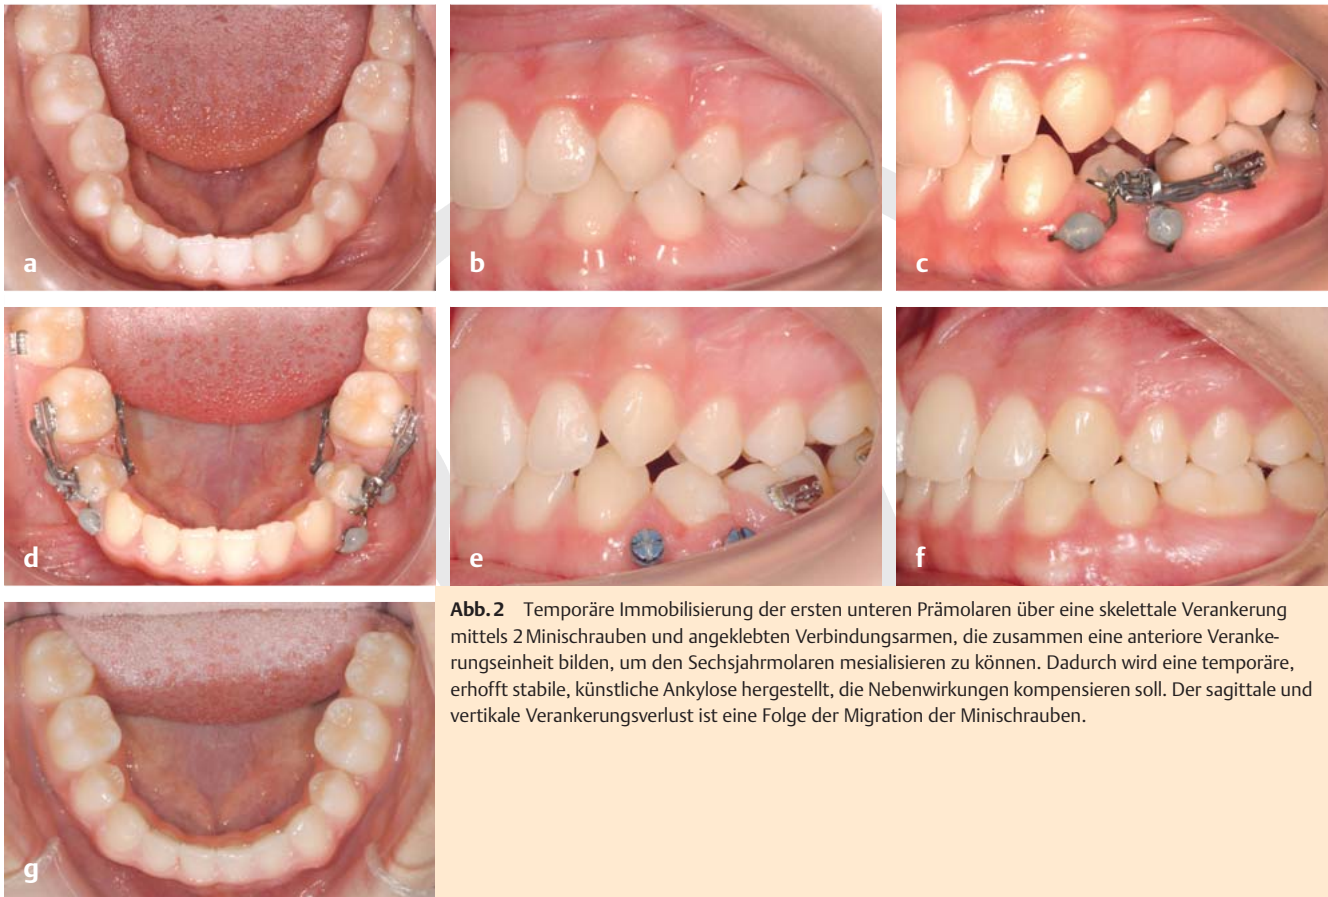 a
b
c
d
e
f
g
Abb. 2 Temporäre Immobilisierung der ersten unteren Prämolaren über eine skelettale Verankerung
mittels 2 Minischrauben und angeklebten Verbindungsarmen, die zusammen eine anteriore Veranke-
rungseinheit bilden, um den Sechsjahrmolaren mesialisieren zu können. Dadurch wird eine temporäre,
erhofft stabile, künstliche Ankylose hergestellt, die Nebenwirkungen kompensieren soll. Der sagittale und
vertikale Verankerungsverlust ist eine Folge der Migration der Minischrauben.